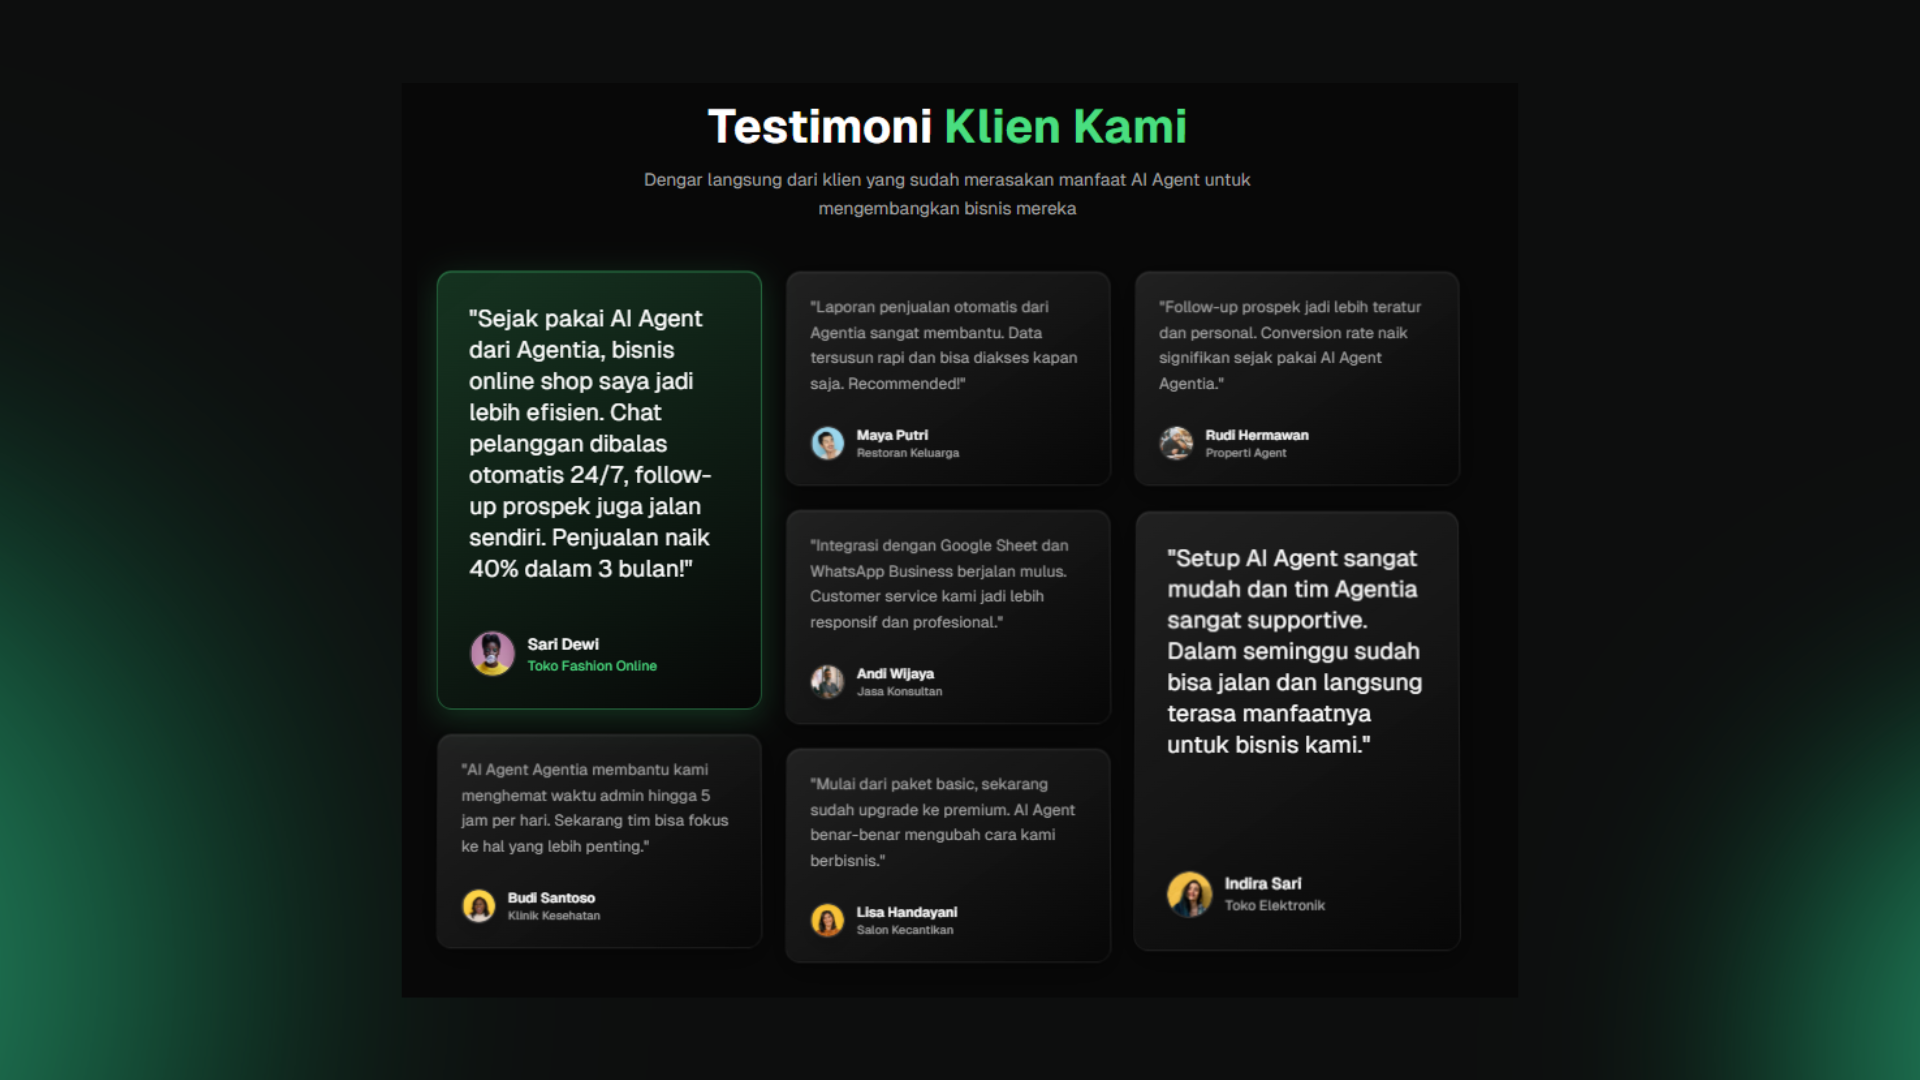 Testimoni Klien Kami
Dengar langsung dari klien yang sudah merasakan manfaat AI Agent untuk
mengembangkan bisnis mereka
"Sejak pakai AI Agent
dari Agentia, bisnis
online shop saya jadi
lebih efisien. Chat
pelanggan dibalas
otomatis 24/7, follow-
up prospek juga jalan
sendiri. Penjualan naik
40% dalam 3 bulan!"
Sari Dewi
Toko Fashion Online
"AI Agent Agentia membantu kami
menghemat waktu admin hingga 5
jam per hari. Sekarang tim bisa fokus
ke hal yang lebih penting."
Budi Santoso
Klinik Kesehatan
"Laporan penjualan otomatis dari
Agentia sangat membantu. Data
tersusun rapi dan bisa diakses kapan
saja. Recommended!"
Maya Putri
Restoran Keluarga
"Integrasi dengan Google Sheet dan
WhatsApp Business berjalan mulus.
Customer service kami jadi lebih
responsif dan profesional."
Andi Wijaya
Jasa Konsultan
"Mulai dari paket basic, sekarang
sudah upgrade ke premium. AI Agent
benar-benar mengubah cara kami
berbisnis."
Lisa Handayani
Salon Kecantikan
"Follow-up prospek jadi lebih teratur
dan personal. Conversion rate naik
signifikan sejak pakai AI Agent
Agentia."
Rudi Hermawan
Properti Agent
"Setup AI Agent sangat
mudah dan tim Agentia
sangat supportive.
Dalam seminggu sudah
bisa jalan dan langsung
terasa manfaatnya
untuk bisnis kami."
Indira Sari
Toko Elektronik